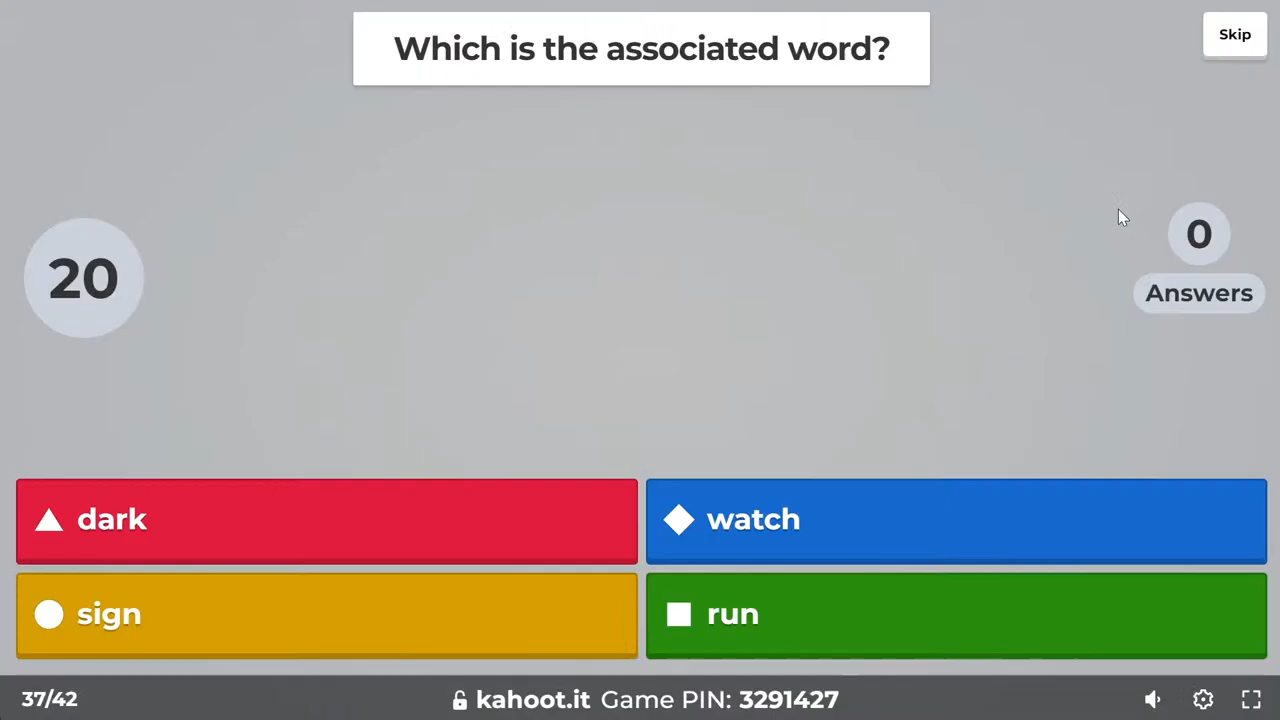 Which is the associated word?
Skip
20
0
Answers
dark
watch
sign
run
37/42
kahoot.it Game PIN: 3291427